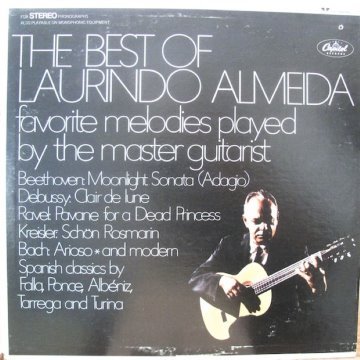 FOR STEREO PHONOGRAPHS
ALSO PLAYABLE ON MONOPHONIC EQUIPMENT
THE BEST OF
LAURINDO ALMEIDA
favorite melodies played
by the master guitarist
Beethoven: Moonlight Sonata (Adagio)
Debussy: Clair de lune
Ravel: Pavane for a Dead Princess
Kreisler: Schön Rosmarin
Bach: Arioso * and modern
Spanish classics by
Falla, Ponce, Albéniz,
Tarrega and Turina
Capitol